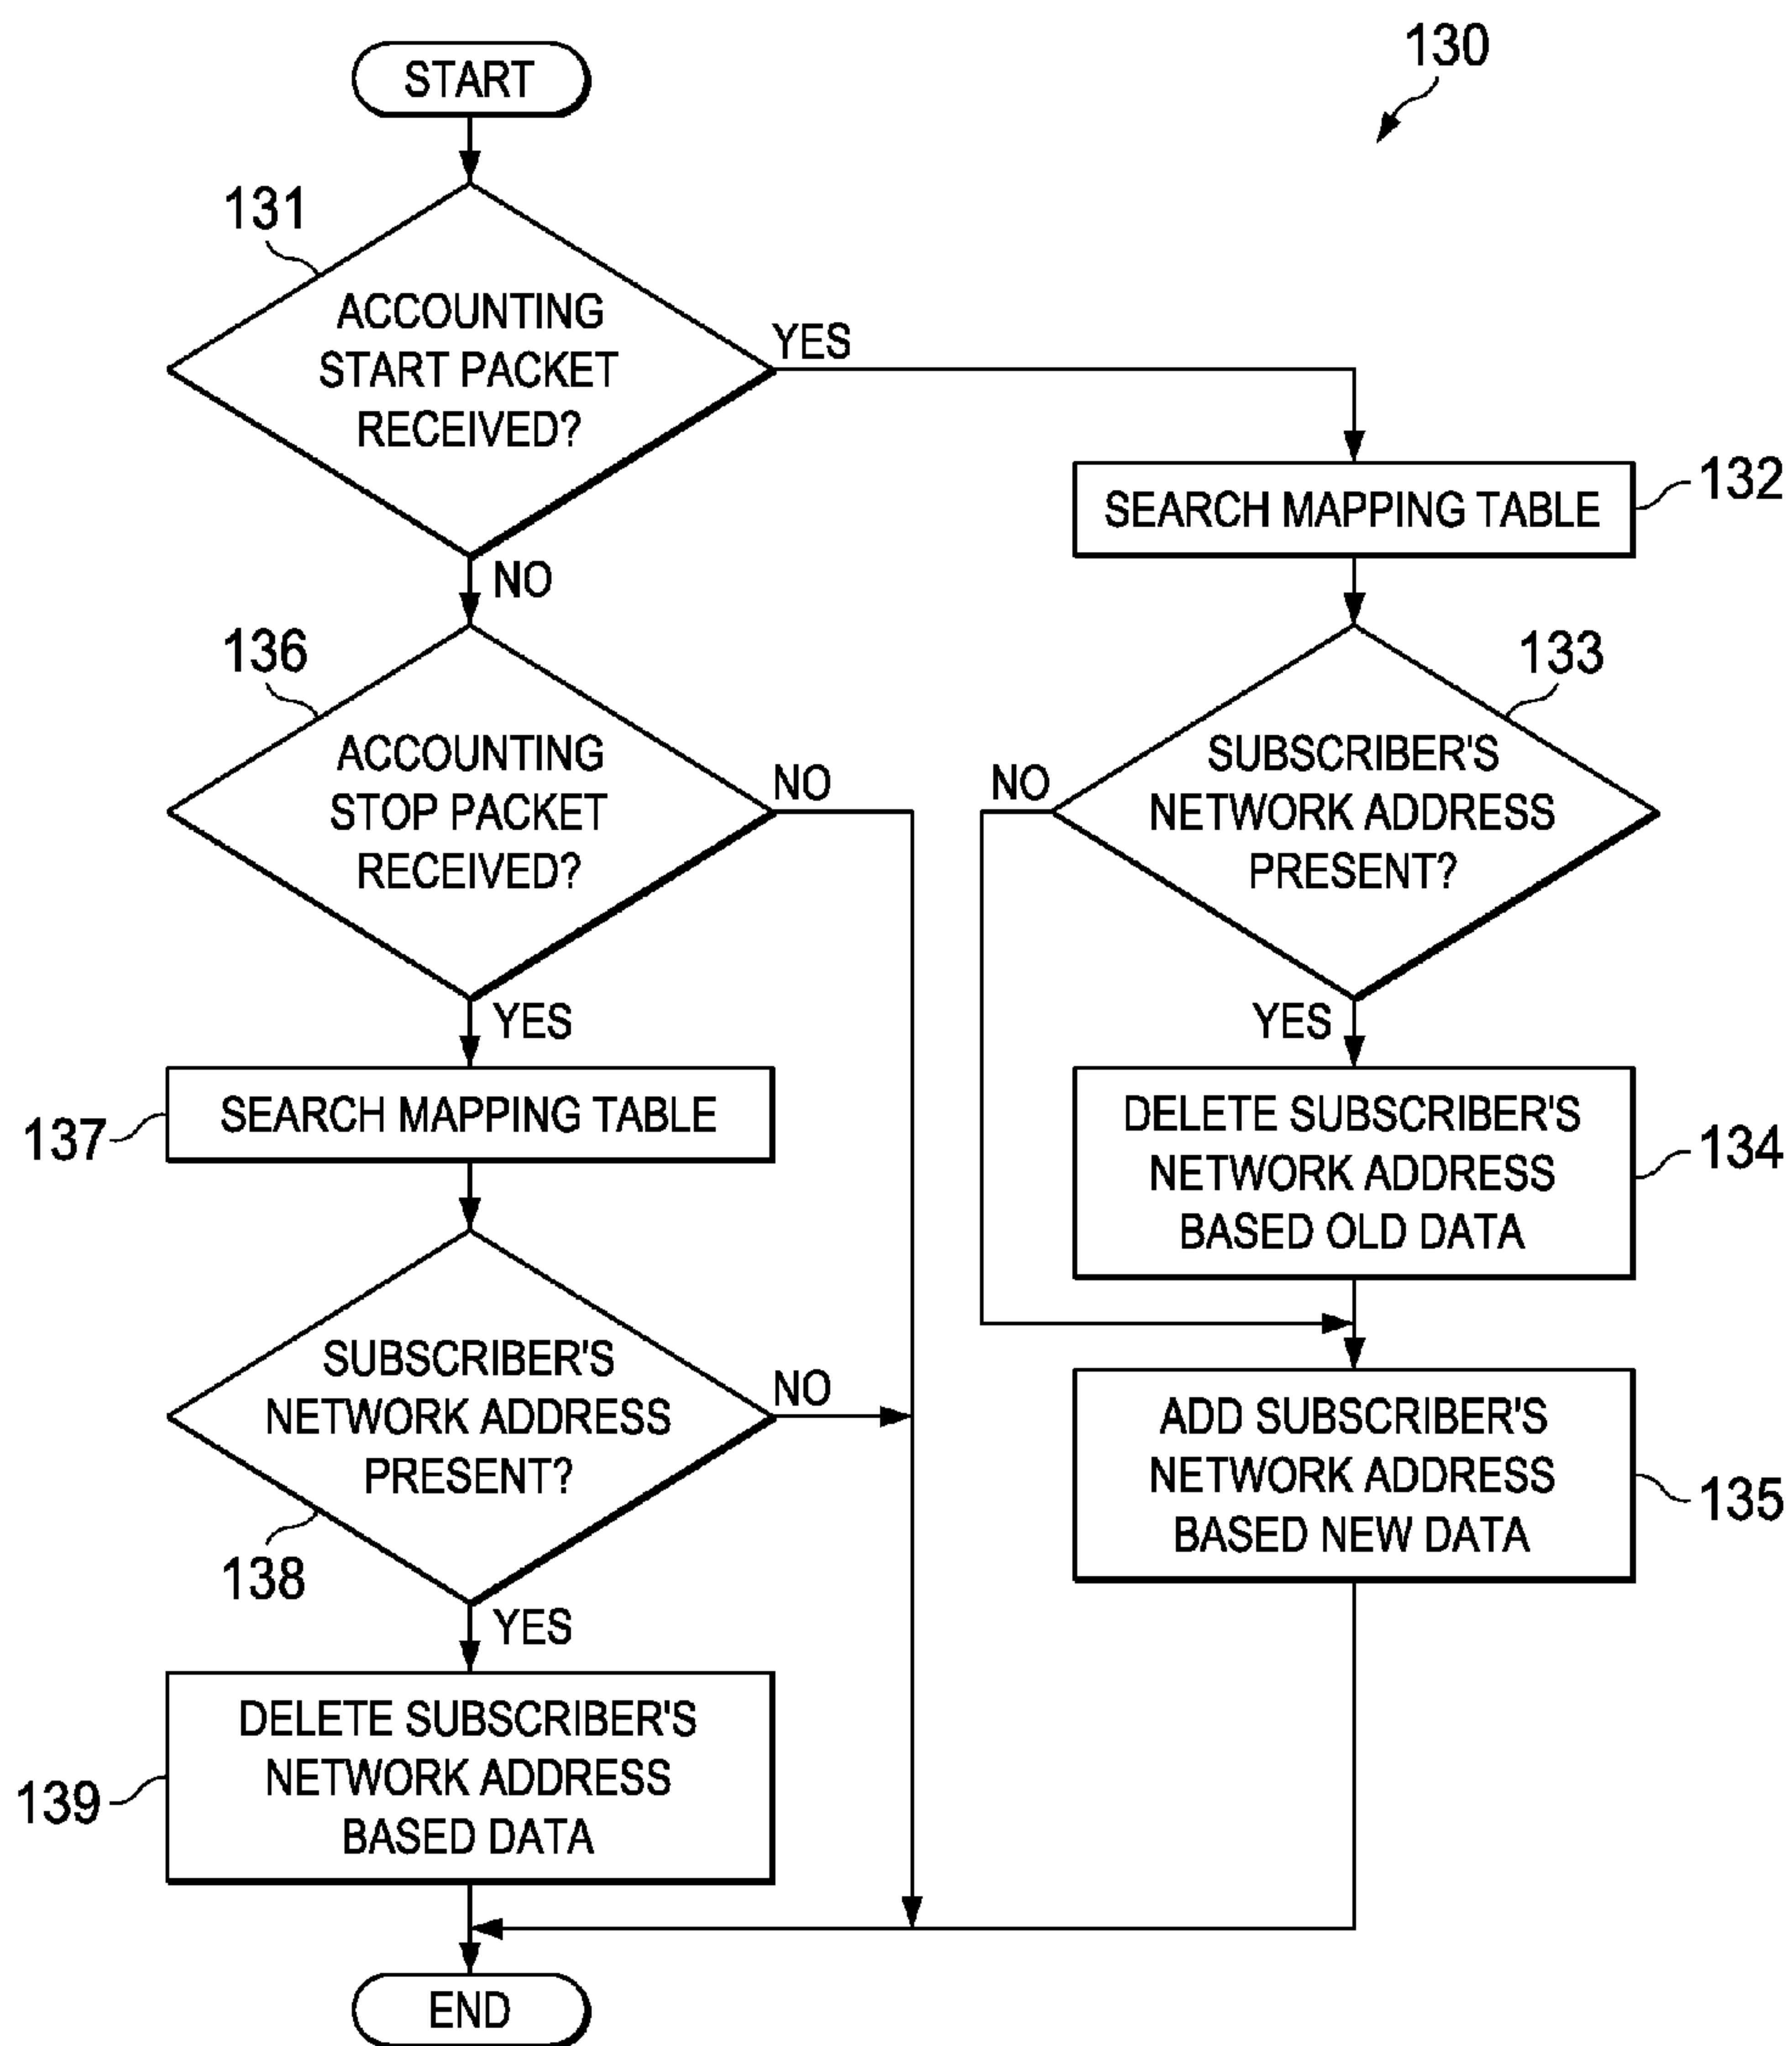 130
START
131
ACCOUNTING
START PACKET
RECEIVED?
YES
NO
132
SEARCH MAPPING TABLE
133
SUBSCRIBER'S
NETWORK ADDRESS
PRESENT?
NO
YES
134
DELETE SUBSCRIBER'S
NETWORK ADDRESS
BASED OLD DATA
135
ADD SUBSCRIBER'S
NETWORK ADDRESS
BASED NEW DATA
136
ACCOUNTING
STOP PACKET
RECEIVED?
NO
YES
137
SEARCH MAPPING TABLE
138
SUBSCRIBER'S
NETWORK ADDRESS
PRESENT?
NO
YES
139
DELETE SUBSCRIBER'S
NETWORK ADDRESS
BASED DATA
END